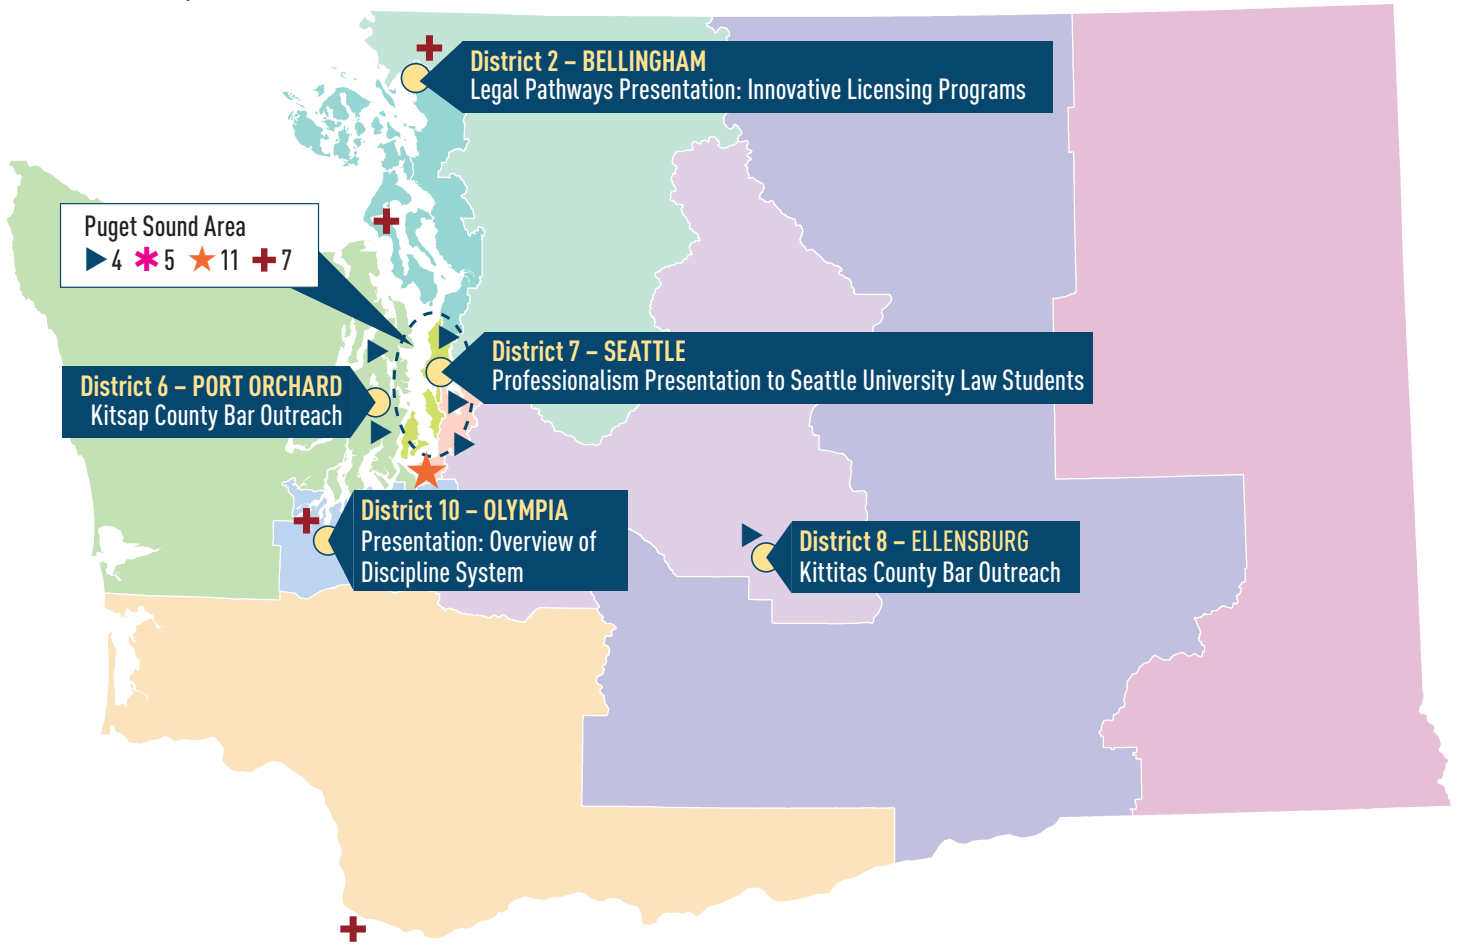 District 2 – BELLINGHAM
Legal Pathways Presentation: Innovative Licensing Programs
Puget Sound Area
4 5 11 7
District 7 – SEATTLE
Professionalism Presentation to Seattle University Law Students
District 6 – PORT ORCHARD
Kitsap County Bar Outreach
District 10 – OLYMPIA
Presentation: Overview of
Discipline System
District 8 – ELLENSBURG
Kittitas County Bar Outreach